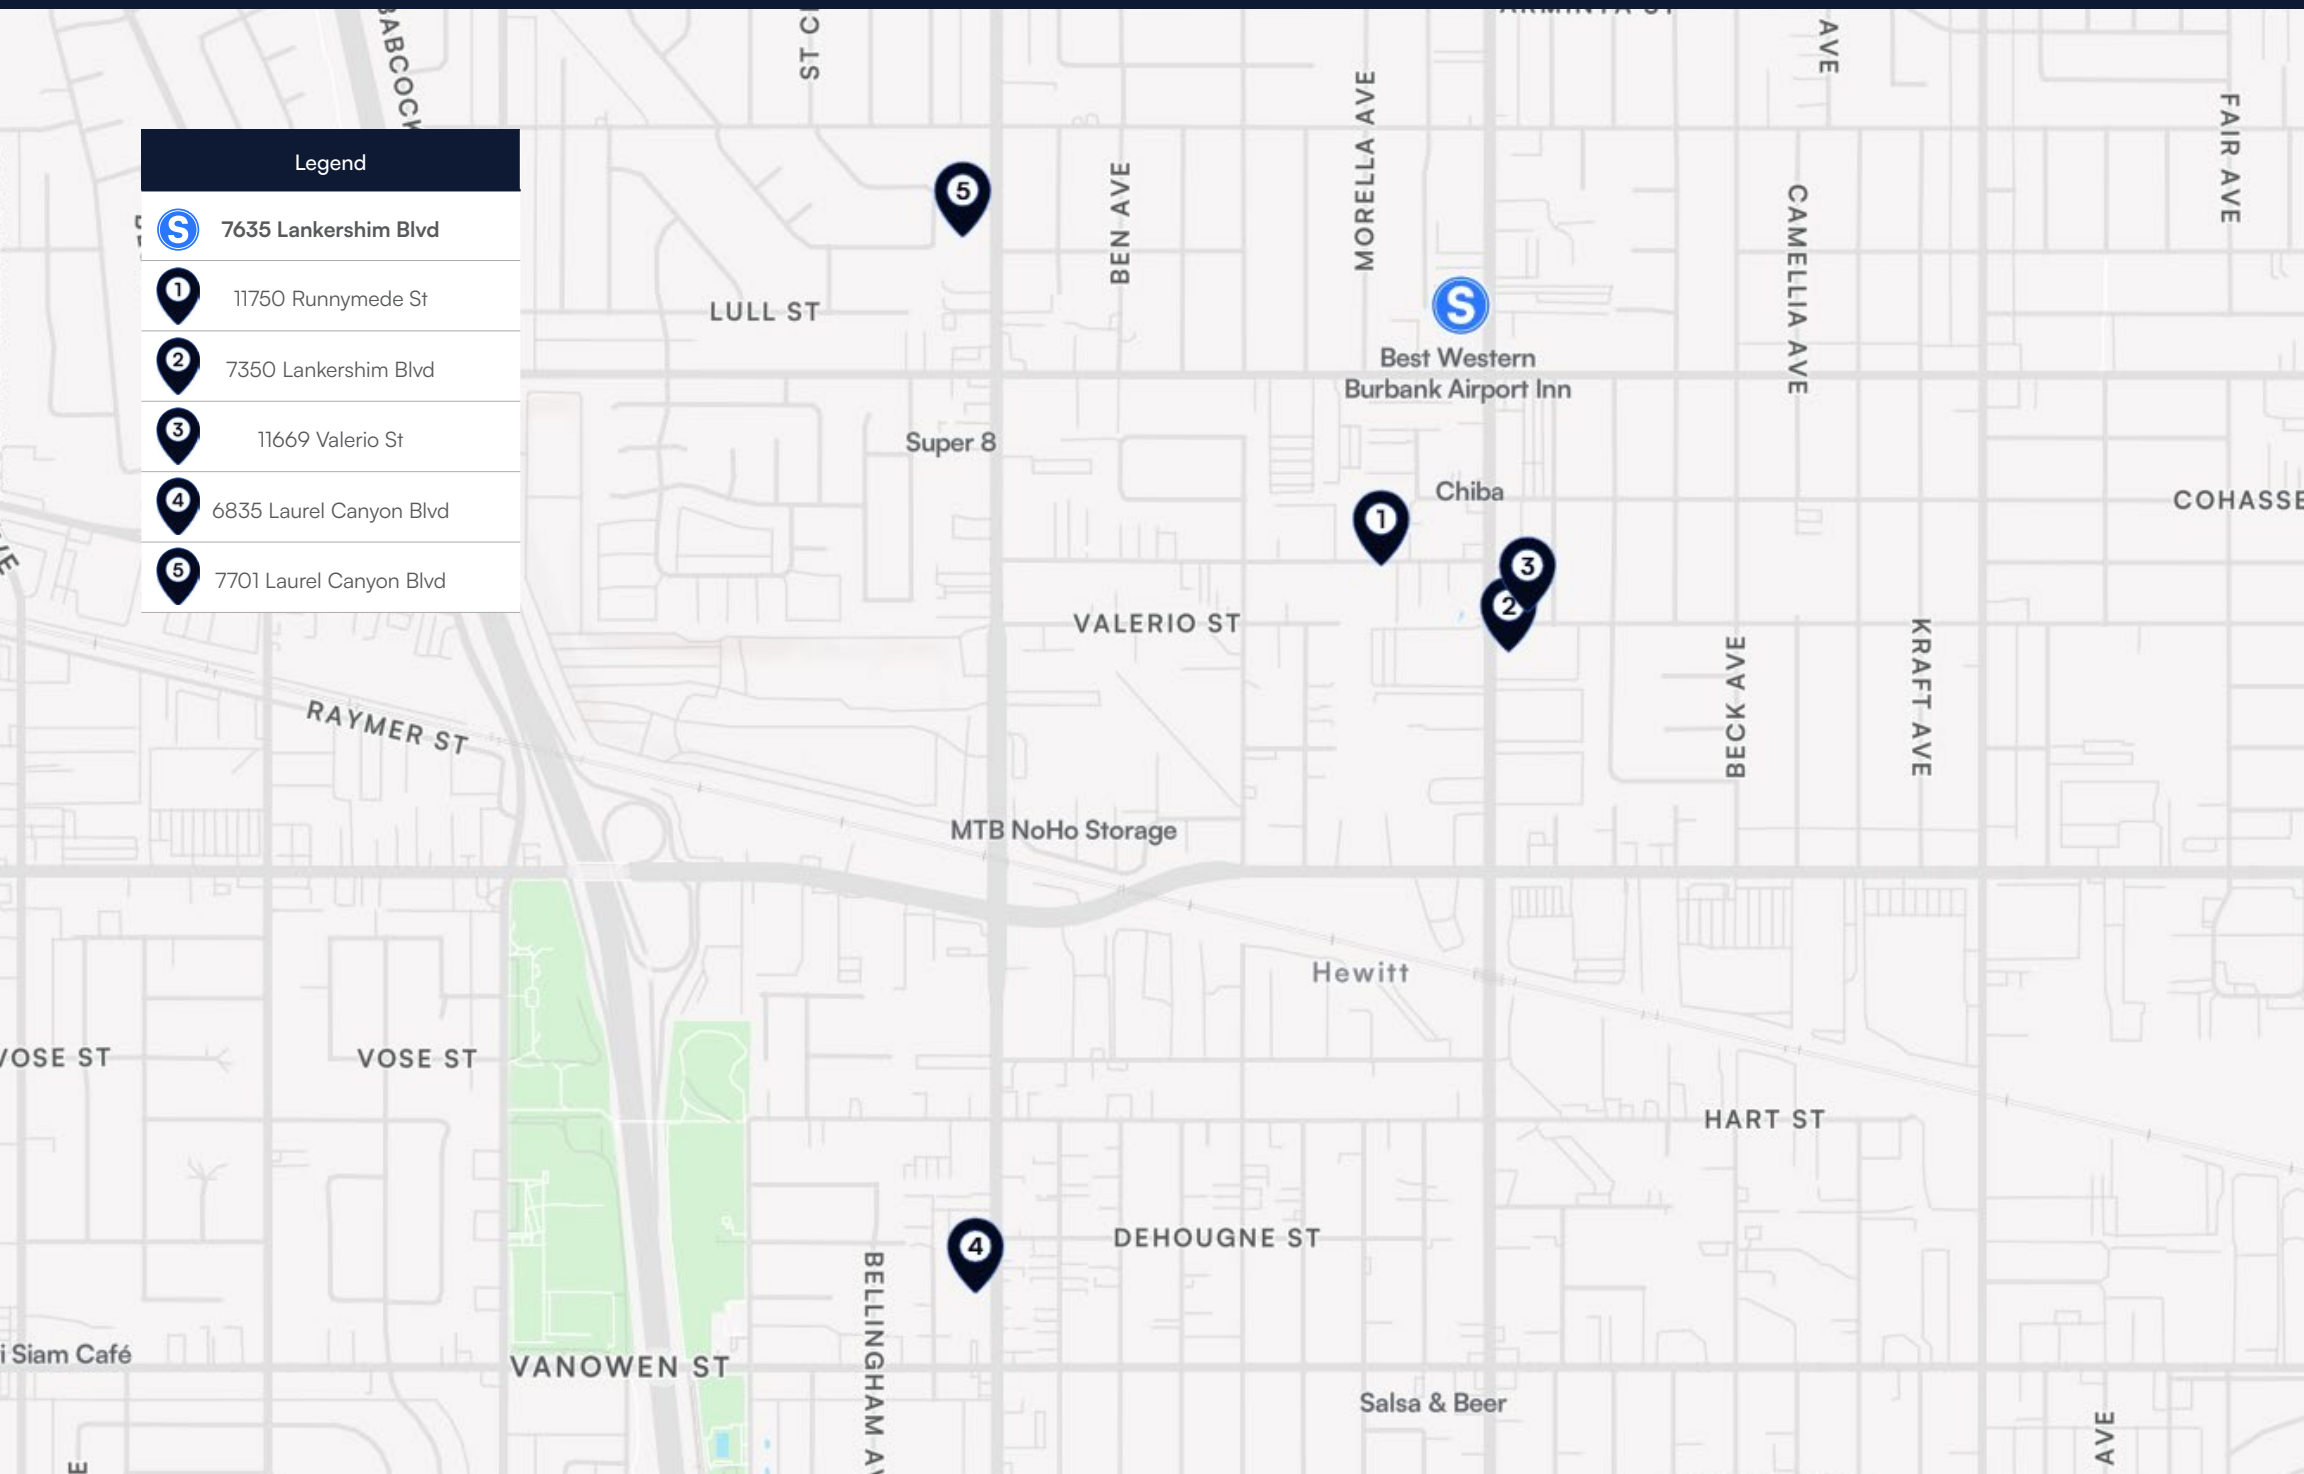 BABCOCK
ST
AVE
FAIR AVE
MORELLA AVE
BEN AVE
CAMELLIA AVE
Legend
S 7635 Lankershim Blvd
1 11750 Runnymede St
2 7350 Lankershim Blvd
3 11669 Valerio St
4 6835 Laurel Canyon Blvd
5 7701 Laurel Canyon Blvd
5
LULL ST
S
Best Western
Burbank Airport Inn
Super 8
Chiba
COHASSE
1
3
2
VALERIO ST
KRAFT AVE
BECK AVE
RAYMER ST
MTB NoHo Storage
Hewitt
VOSE ST
VOSE ST
HART ST
DEHOUGNE ST
4
BELLINGHAM AV
i Siam Café
VANOWEN ST
Salsa & Beer
AVE